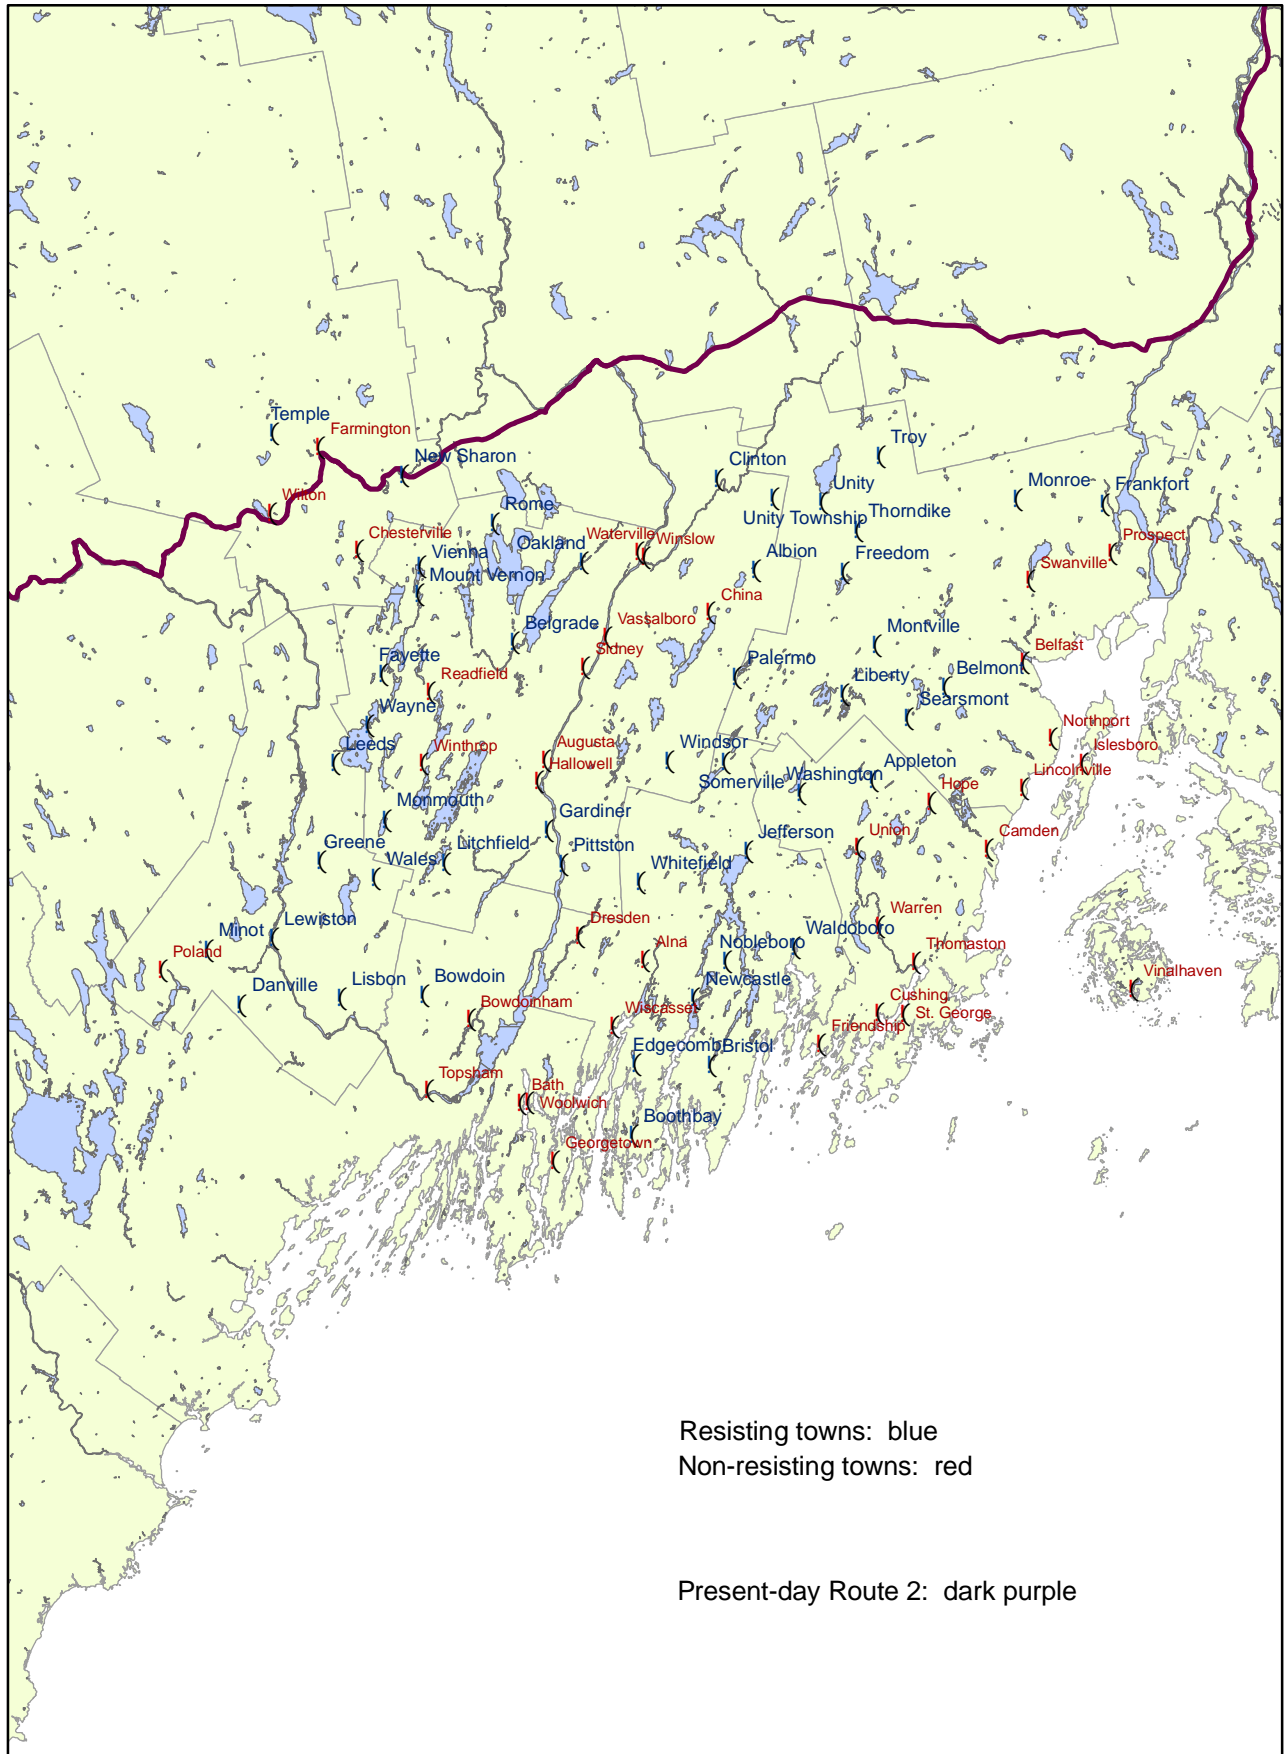 Temple
Farmington
New Sharon
Troy
Clinton
Wilton
Unity
Monroe
Frankfort
Rome
Unity Township
Thorndike
Chesterville
Vienna
Oakland
Waterville
Winslow
Albion
Freedom
Prospect
Swanville
Mount Vernon
China
Vassalboro
Belgrade
Montville
Belfast
Sidney
Fayette
Readfield
Palermo
Liberty
Belmont
Searsmont
Wayne
Northport
Leeds
Winthrop
Augusta
Hallowell
Windsor
Somerville
Washington
Appleton
Islesboro
Lincolnville
Hope
Monmouth
Gardiner
Greene
Wales
Litchfield
Pittston
Whitefield
Jefferson
Union
Camden
Minot
Lewiston
Poland
Dresden
Alna
Nobleboro
Waldoboro
Warren
Thomaston
Vinalhaven
Danville
Lisbon
Bowdoin
Bowdoinham
Wiscasset
Newcastle
Cushing
St. George
Friendship
Edgecomb
Bristol
Topsham
Bath
Woolwich
Boothbay
Georgetown
Resisting towns: blue
Non-resisting towns: red
Present-day Route 2: dark purple